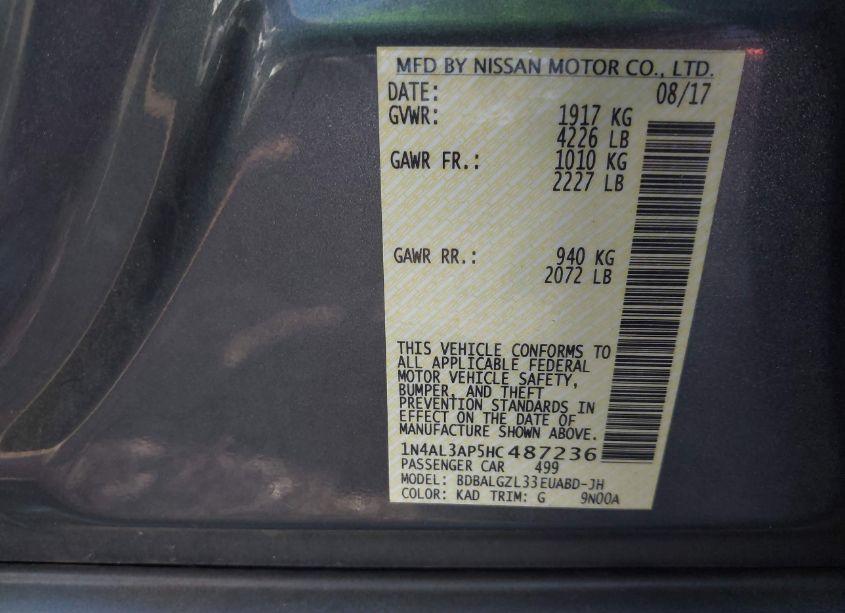 MFD BY NISSAN MOTOR CO., LTD.
DATE: 08/17
GVWR: 1917 KG
4226 LB
GAWR FR.: 1010 KG
2227 LB
GAWR RR.: 940 KG
2072 LB
THIS VEHICLE CONFORMS TO
ALL APPLICABLE FEDERAL
MOTOR VEHICLE SAFETY,
BUMPER, AND THEFT
PREVENTION STANDARDS IN
EFFECT ON THE DATE OF
MANUFACTURE SHOWN ABOVE.
1N4AL3AP5HC487236
PASSENGER CAR 499
MODEL: BDBALGZL33EUABD-JH
COLOR: KAD TRIM: G 9N00A